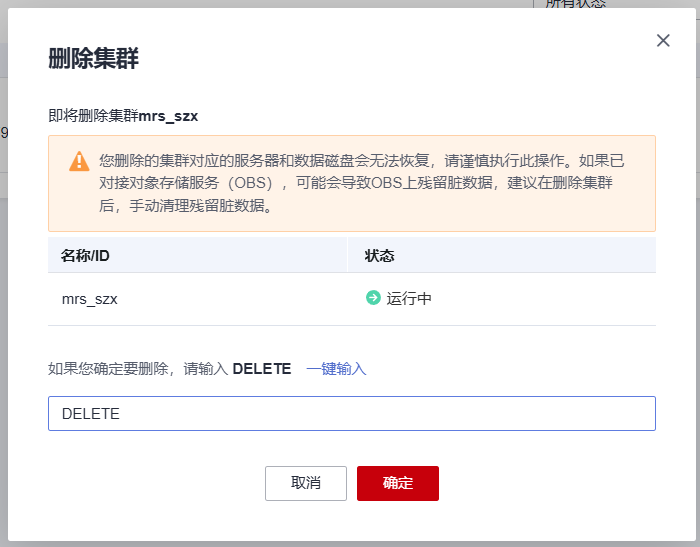 所有状态
删除集群
即将删除集群mrs_szx
您删除的集群对应的服务器和数据磁盘会无法恢复，请谨慎执行此操作。如果已
对接对象存储服务（OBS），可能会导致OBS上残留脏数据，建议在删除集群
后，手动清理残留脏数据。
名称/ID 状态
9
mrs_szx 运行中
如果您确定要删除，请输入 DELETE 一键输入
DELETE
取消 确定